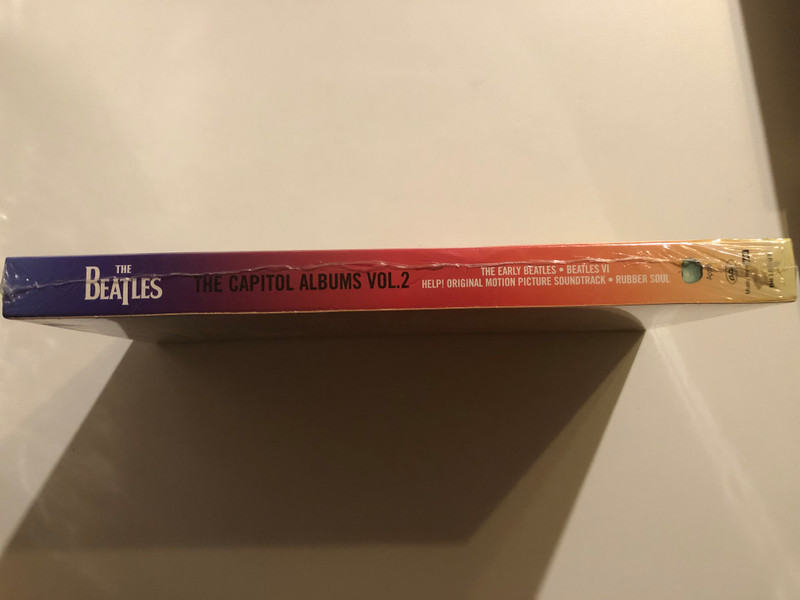 THE
BEATLES
THE CAPITOL ALBUMS VOL.2
THE EARLY BEATLES • BEATLES VI
HELP! ORIGINAL MOTION PICTURE SOUNDTRACK • RUBBER SOUL